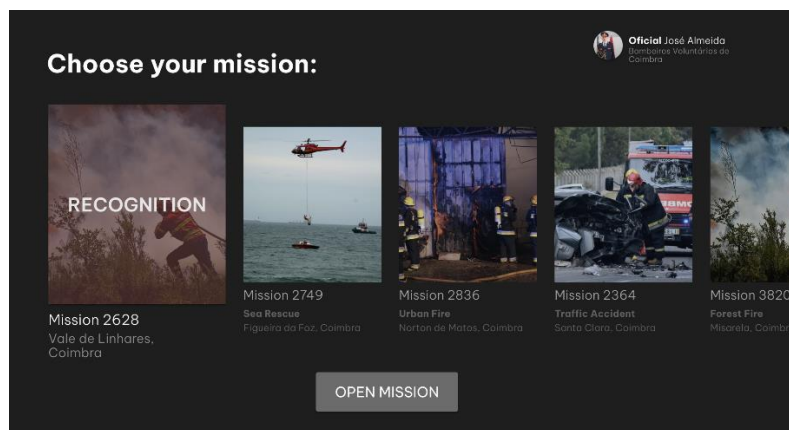 Choose your mission:
Oficial José Almeida
Bombeiros Voluntários de
Coimbra
RECOGNITION
Mission 2628
Vale de Linhares,
Coimbra
Mission 2749
Sea Rescue
Figueira da Foz, Coimbra
Mission 2836
Urban Fire
Norton de Matos, Coimbra
Mission 2364
Traffic Accident
Santa Clara, Coimbra
Mission 3820
Forest Fire
Misarela, Coimb
OPEN MISSION